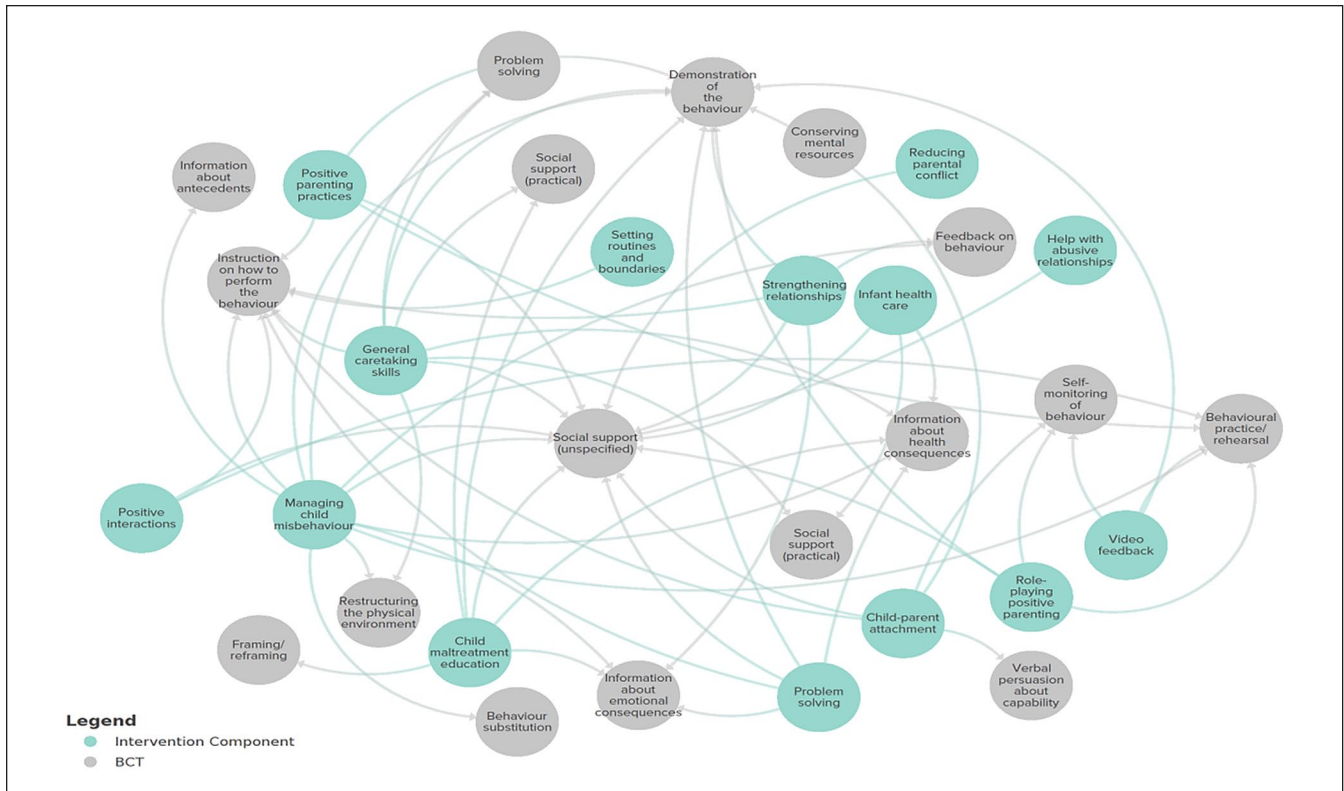 Problem
solving
Demonstration
of
the
behaviour
Conserving
mental
resources
Reducing
parental
conflict
Information
about
antecedents
Positive
parenting
practices
Social
support
(practical)
Setting
routines
and
boundaries
Feedback on
behaviour
Help with
abusive
relationships
Instruction
on how to
perform
the
behaviour
Strengthening
relationships
Infant health
care
General
caretaking
skills
Self-
monitoring
of
behaviour
Behavioural
practice/
rehearsal
Social support
(unspecified)
Information
about
health
consequences
Positive
interactions
Managing
child
misbehaviour
Social
support
(practical)
Video
feedback
Restructuring
the physical
environment
Role-
playing
positive
parenting
Child-parent
attachment
Framing/
reframing
Child
maltreatment
education
Information
about
emotional
consequences
Problem
solving
Verbal
persuasion
about
capability
Behaviour
substitution
Legend
Intervention Component
BCT